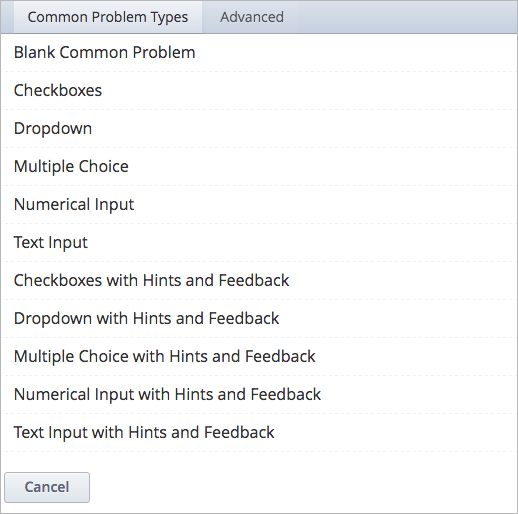 Common Problem Types Advanced
Blank Common Problem
Checkboxes
Dropdown
Multiple Choice
Numerical Input
Text Input
Checkboxes with Hints and Feedback
Dropdown with Hints and Feedback
Multiple Choice with Hints and Feedback
Numerical Input with Hints and Feedback
Text Input with Hints and Feedback
Cancel